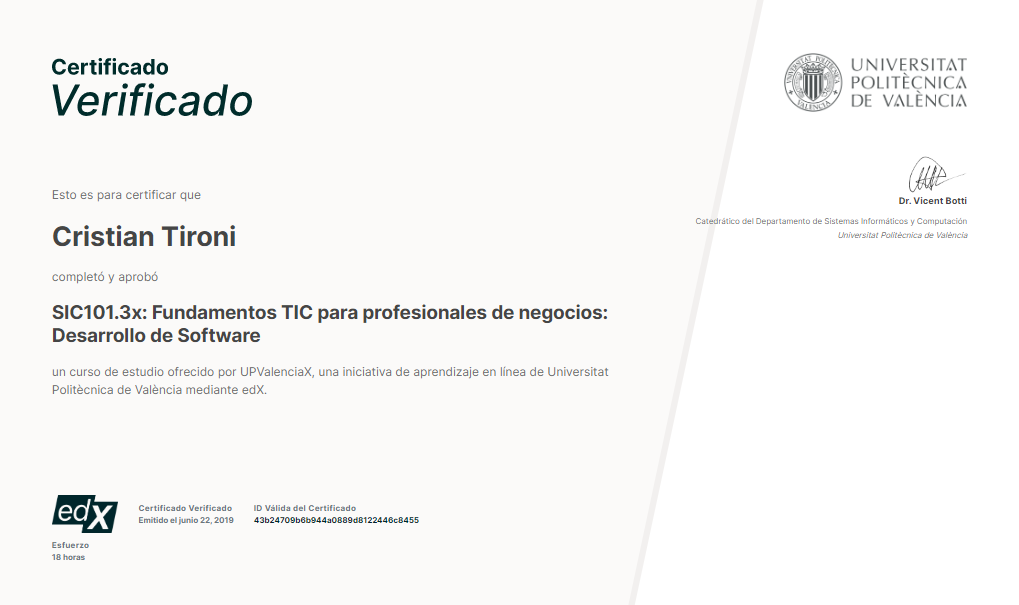 Certificado
Verificado
UNIVERSITAT
POLITÈCNICA
DE VALÈNCIA
Esto es para certificar que
Cristian Tironi
completó y aprobó
SIC101.3x: Fundamentos TIC para profesionales de negocios:
Desarrollo de Software
un curso de estudio ofrecido por UPValenciaX, una iniciativa de aprendizaje en línea de Universitat
Politècnica de València mediante edX.
Dr. Vicent Botti
Catedrático del Departamento de Sistemas Informáticos y Computación
Universitat Politècnica de València
edX
Certificado Verificado
Emitido el junio 22, 2019
ID Válida del Certificado
43b24709b6b944a0889d8122446c8455
Esfuerzo
18 horas